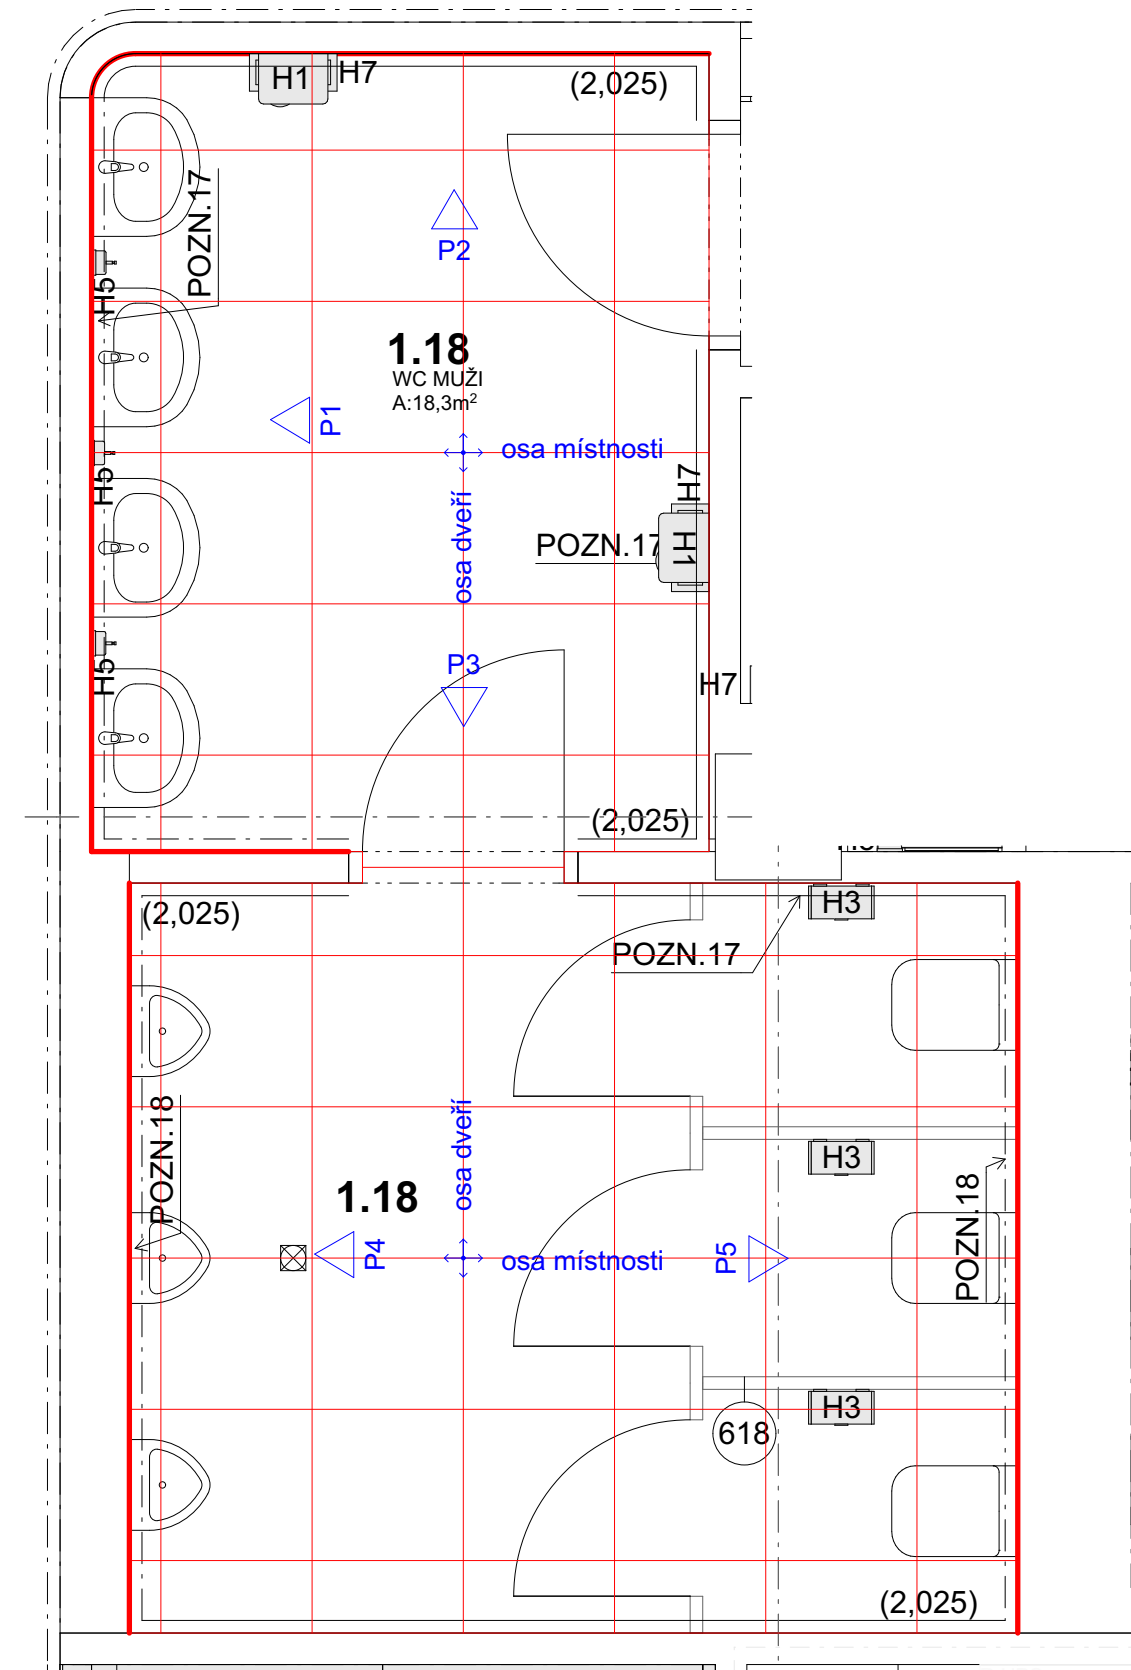 H1
H7
(2,025)
POZN.17
P2
H5
1.18
WC MUŽI
A:18,3m²
P1
osa místnosti
H5
H7
osa dveří
POZN.17
H1
H5
P3
H7
(2,025)
(2,025)
H3
POZN.17
POZN.18
osa dveří
H3
1.18
POZN.18
P4
osa místnosti
P5
H3
618
(2,025)